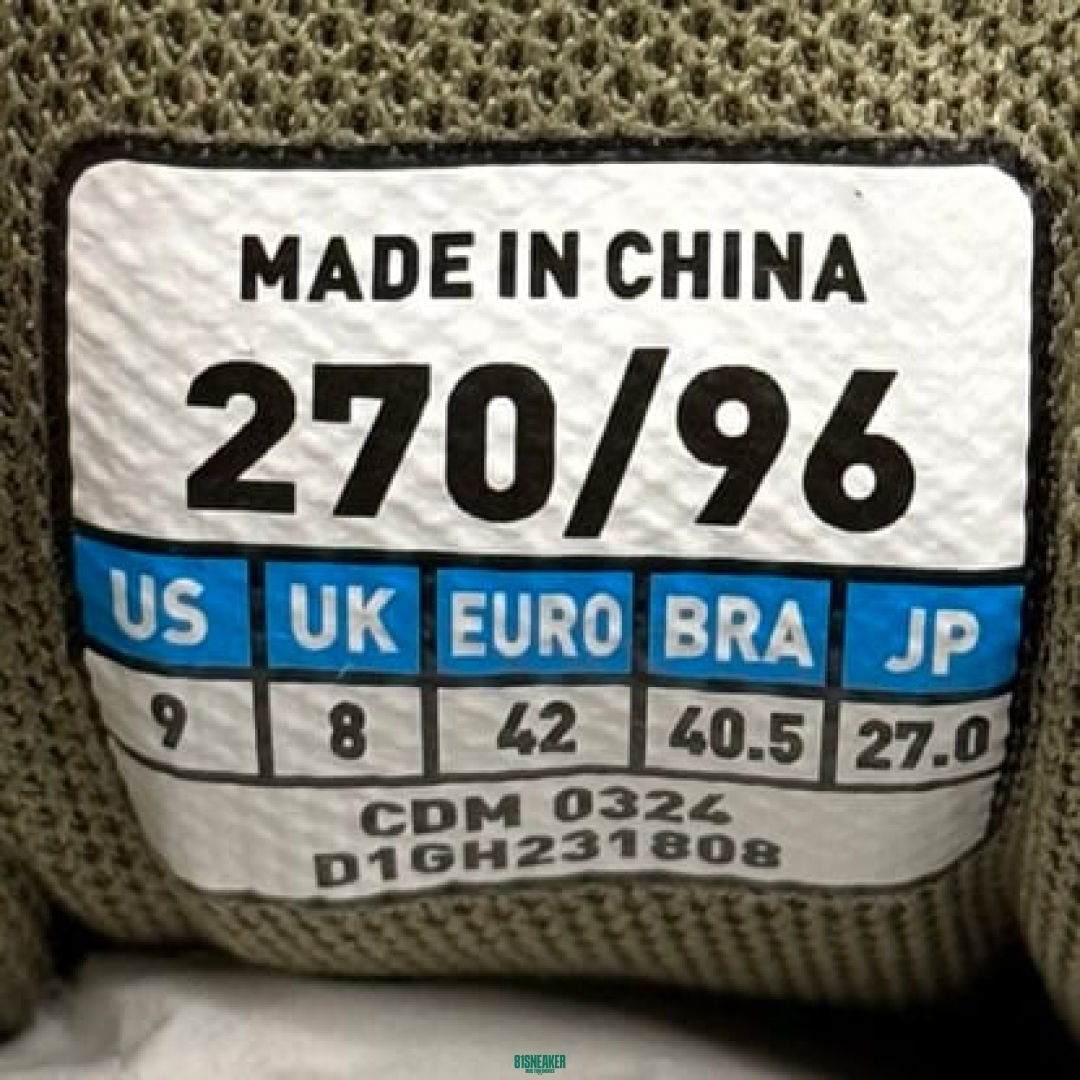 MADE IN CHINA
270/96
US UK EURO BRA JP
9 8 42 40.5 27.0
CDM 0324
D1GH231808
81SNEAKER